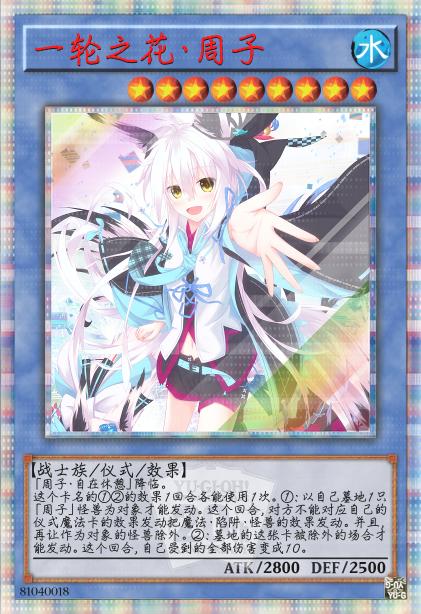 一轮之花·周子
水
【战士族/仪式/效果】
「周子·自在休憩」降临。
这个卡名的①②的效果1回合各能使用1次。①:以自己墓地1只
「周子」怪兽为对象才能发动。这个回合,对方不能对应自己的
仪式魔法卡的效果发动把魔法·陷阱·怪兽的效果发动。并且,
再让作为对象的怪兽除外。②:墓地的这张卡被除外的场合才
能发动。这个回合,自己受到的全部伤害变成10。
YU-GI-OH!
ATK/2800 DEF/2500
81040018